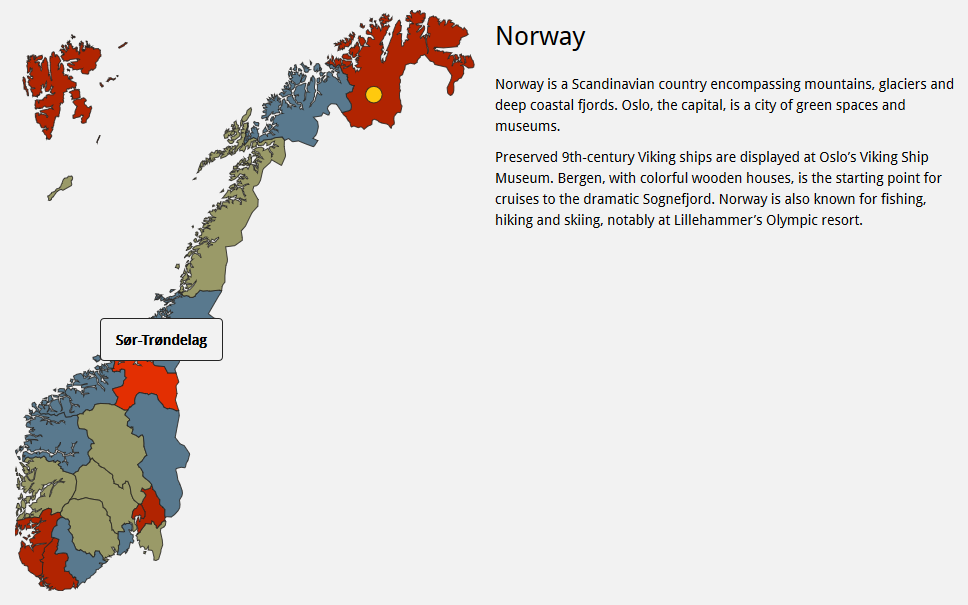 Norway
Norway is a Scandinavian country encompassing mountains, glaciers and
deep coastal fjords. Oslo, the capital, is a city of green spaces and
museums.
Preserved 9th-century Viking ships are displayed at Oslo’s Viking Ship
Museum. Bergen, with colorful wooden houses, is the starting point for
cruises to the dramatic Sognefjord. Norway is also known for fishing,
hiking and skiing, notably at Lillehammer’s Olympic resort.
Sør-Trøndelag